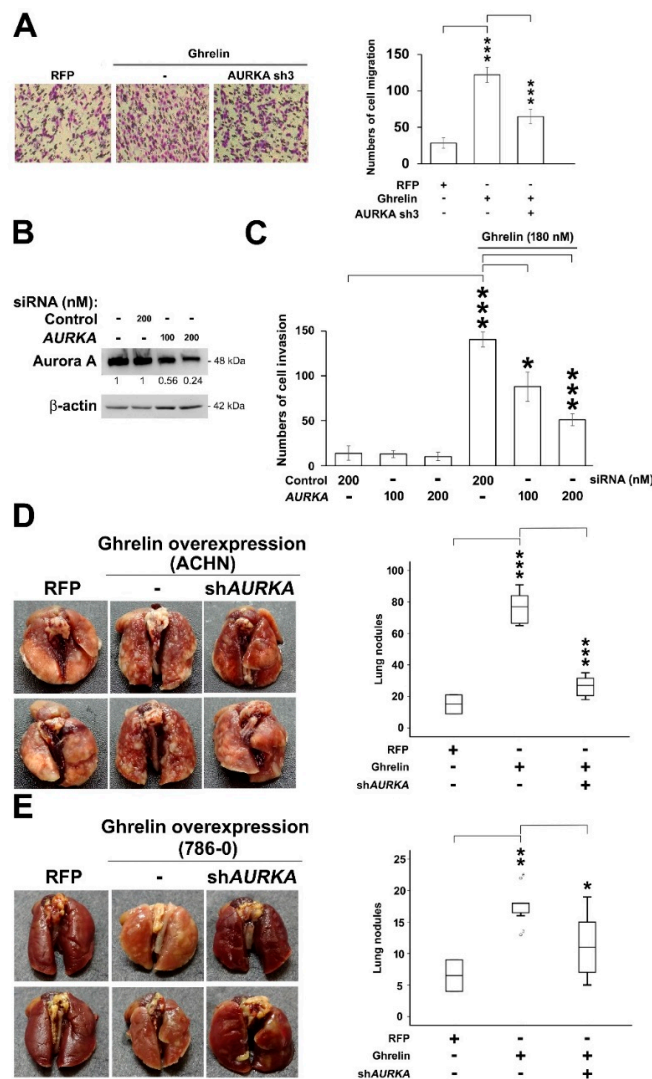 A
Ghrelin
RFP - AURKA sh3
Numbers of cell migration
150
100
50
0
***
***
RFP + - -
Ghrelin - + +
AURKA sh3 - - +
B
siRNA (nM):
Control - 200 - -
AURKA - - 100 200
Aurora A - 48 kDa
1 1 0.56 0.24
β-actin - 42 kDa
C
Ghrelin (180 nM)
Numbers of cell invasion
150
100
50
0
***
*
***
Control 200 - - 200 - - siRNA (nM)
AURKA - 100 200 - 100 200
D
Ghrelin overexpression
(ACHN)
RFP - shAURKA
Lung nodules
100
80
60
40
20
0
***
***
RFP + - -
Ghrelin - + +
shAURKA - - +
E
Ghrelin overexpression
(786-0)
RFP - shAURKA
Lung nodules
25
20
15
10
5
0
**
*
RFP + - -
Ghrelin - + +
shAURKA - - +